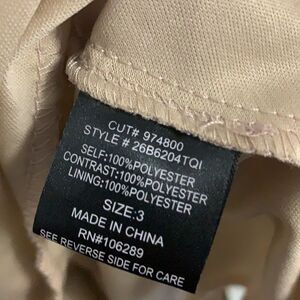 CUT# 974800
STYLE # 26B6204TQI
SELF:100%POLYESTER
CONTRAST:100%POLYESTER
LINING:100%POLYESTER
SIZE:3
MADE IN CHINA
RN#106289
SEE REVERSE SIDE FOR CARE